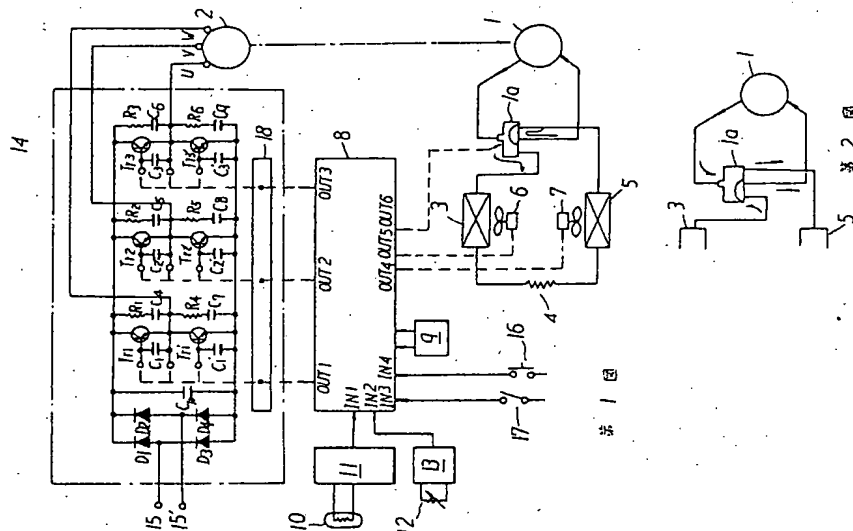 14
2
W
V
U
Tr3
C3
R3
C6
Tr3'
C3'
R6
C9
Tr2
C2
R2
C5
Tr2'
C2'
R5
C8
Tr1
C1
R1
C4
Tr1'
C1'
R4
C7
D1
D2
D3
D4
15
15'
18
OUT1
OUT2
OUT3
8
IN1
IN2
IN3
IN4
OUT4
OUT5
OUT6
10
11
12
13
9
16
17
1
1a
3
6
7
5
4
第1図
1
1a
3
5
第2図